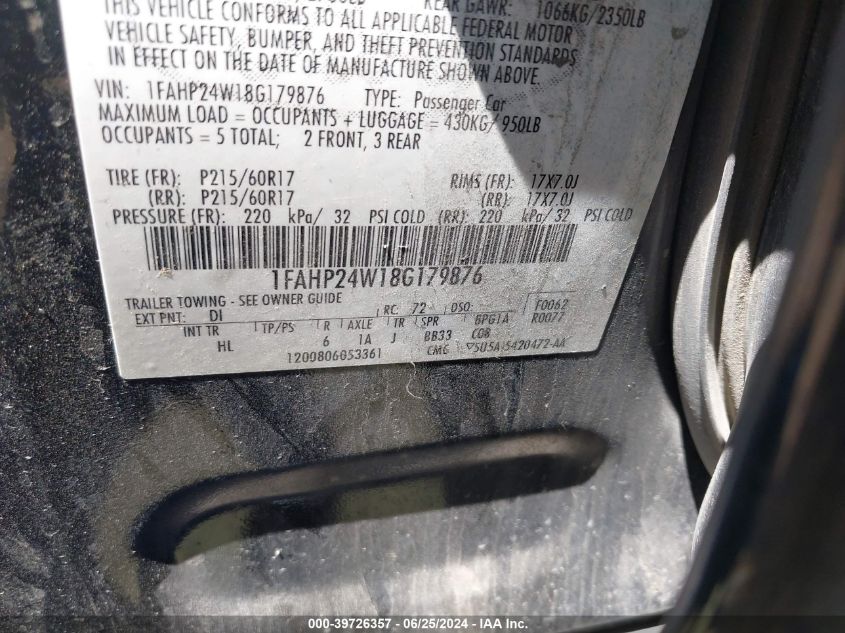 REAR GAWR: 1066KG/2350LB
THIS VEHICLE CONFORMS TO ALL APPLICABLE FEDERAL MOTOR
VEHICLE SAFETY, BUMPER, AND THEFT PREVENTION STANDARDS
IN EFFECT ON THE DATE OF MANUFACTURE SHOWN ABOVE.
VIN: 1FAHP24W18G179876 TYPE: Passenger Car
MAXIMUM LOAD = OCCUPANTS + LUGGAGE = 430KG/950LB
OCCUPANTS = 5 TOTAL; 2 FRONT, 3 REAR
TIRE (FR): P215/60R17 RIMS (FR): 17X7.0J
(RR): P215/60R17 (RR): 17X7.0J
PRESSURE (FR): 220 kPa/ 32 PSI COLD (RR): 220 kPa/ 32 PSI COLD
1FAHP24W18G179876
TRAILER TOWING - SEE OWNER GUIDE
EXT PNT: DI RC: 72 DSO: F0062
INT TR TP/PS R AXLE TR SPR BPG1A R0077
HL 6 1A J BB33 C08
1200806053361 CMG 5U5A-5420472-AA
000-39726357 - 06/25/2024 - IAA Inc.